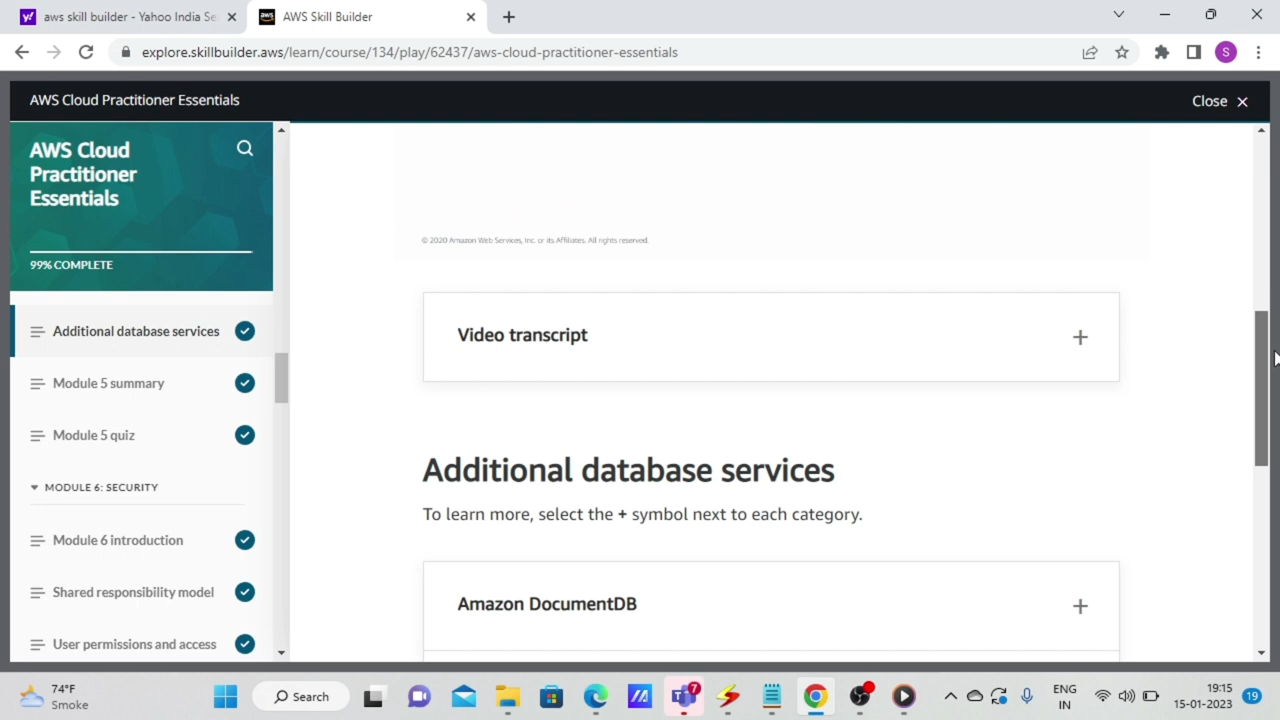 aws skill builder - Yahoo India Se
AWS Skill Builder
explore.skillbuilder.aws/learn/course/134/play/62437/aws-cloud-practitioner-essentials
S
AWS Cloud Practitioner Essentials
Close
AWS Cloud
Practitioner
Essentials
99% COMPLETE
Additional database services
Module 5 summary
Module 5 quiz
MODULE 6: SECURITY
Module 6 introduction
Shared responsibility model
User permissions and access
© 2020 Amazon Web Services, Inc. or its Affiliates. All rights reserved.
Video transcript
Additional database services
To learn more, select the + symbol next to each category.
Amazon DocumentDB
74°F
Smoke
Search
7
ENG
IN
19:15
15-01-2023
19